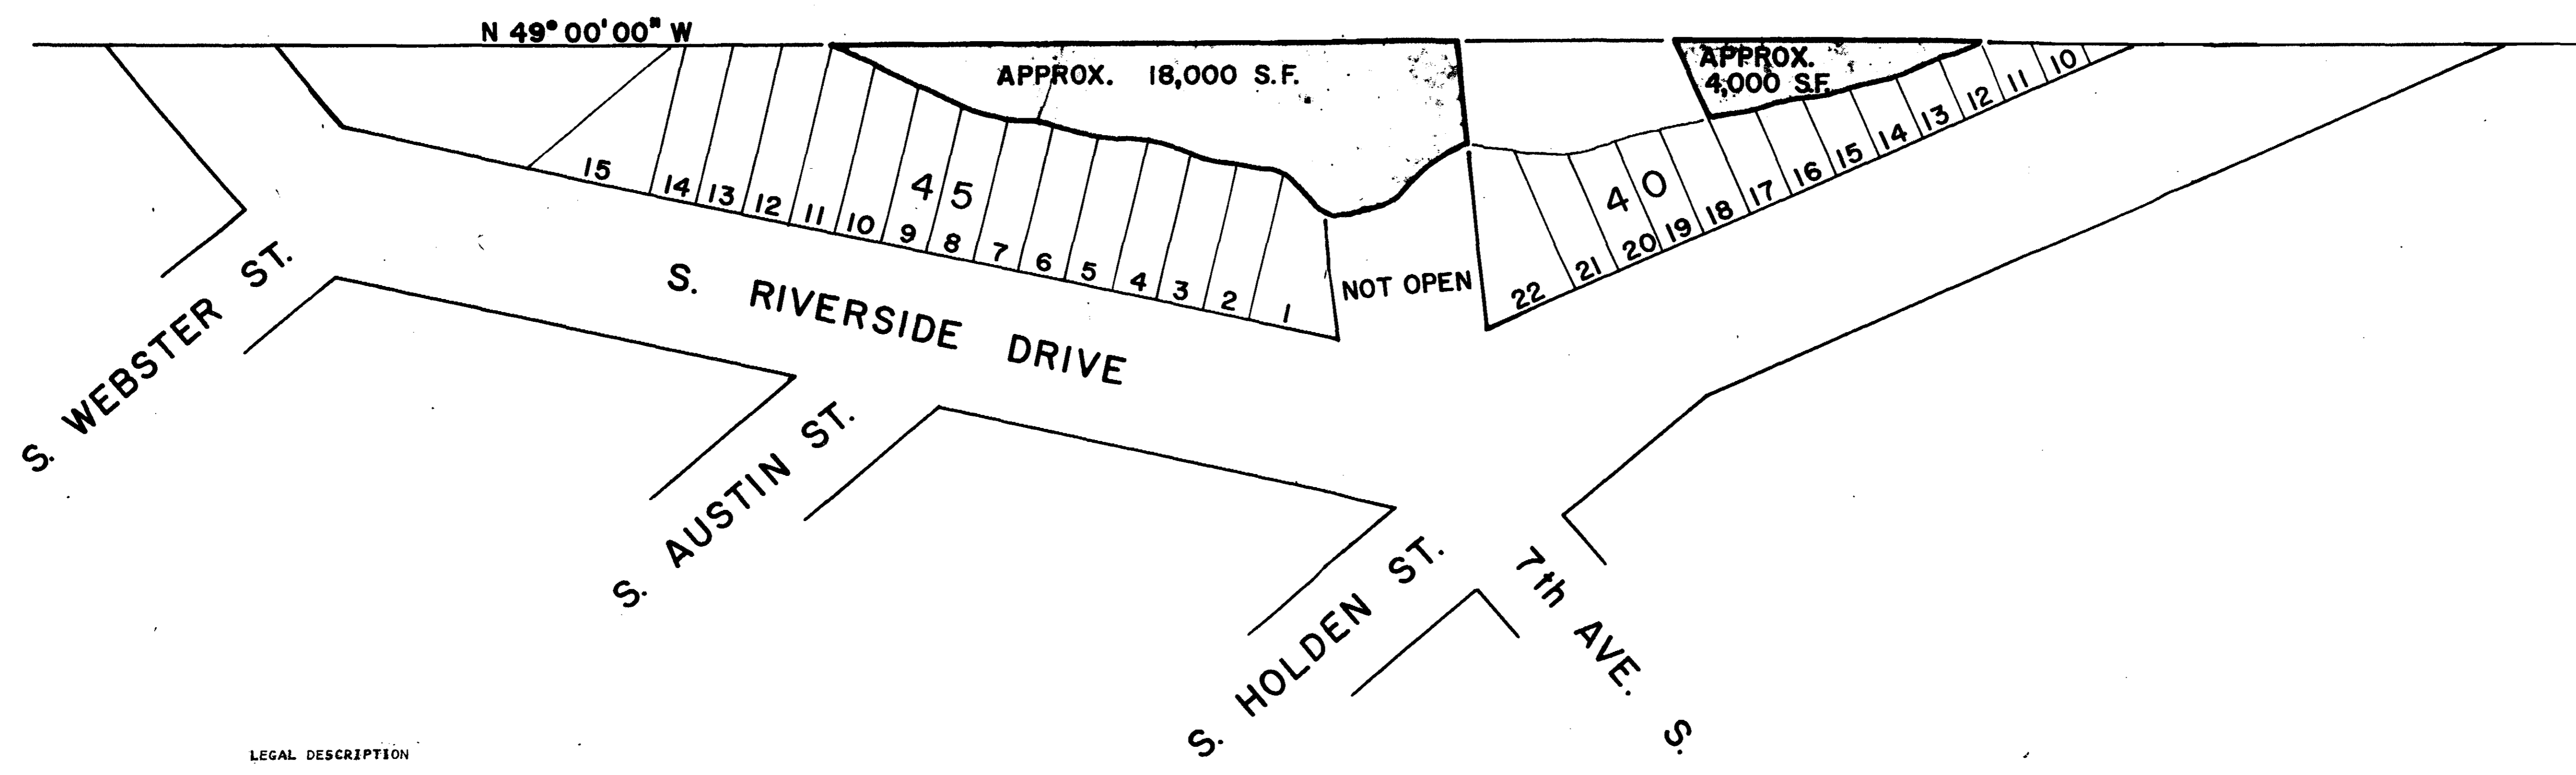 N 49° 00' 00" W
APPROX. 18,000 S.F.
APPROX.
4,000 S.F.
15
14
13
12
11
10
9
8
7
6
5
4
3
2
1
45
NOT OPEN
22
21
20
19
18
17
16
15
14
13
12
11
10
40
S. RIVERSIDE DRIVE
S. WEBSTER ST.
S. AUSTIN ST.
S. HOLDEN ST.
7th AVE. S.
LEGAL DESCRIPTION